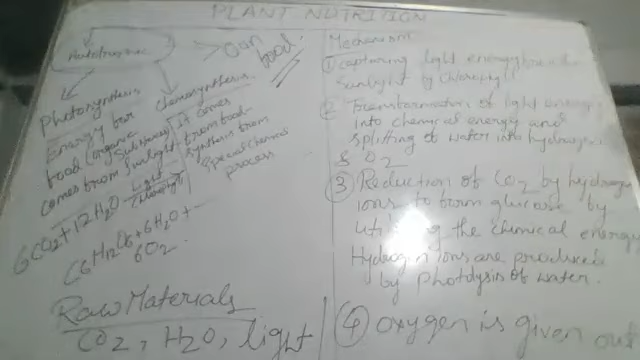 PLANT NUTRITION
Autotrophic
> Own
food.
Photosynthesis
Energy for
food (organic
Substances)
comes from Sunlight
6CO2 + 12H2O Light
Chlorophyll
C6H12O6 + 6H2O +
6O2.
Chemosynthesis.
It comes
from food
synthesis from
Special Chemical
process
Raw Materials
CO2, H2O, light
Mechanism
① Capturing light energy from
Sunlight by Chlorophyll
② Transformation of light energy
into chemical energy and
splitting of water into hydrogen
& O2
③ Reduction of CO2 by hydrogen
ions to form glucose by
utilizing the chemical energy
Hydrogen ions are produced
by photolysis of water.
④ oxygen is given out